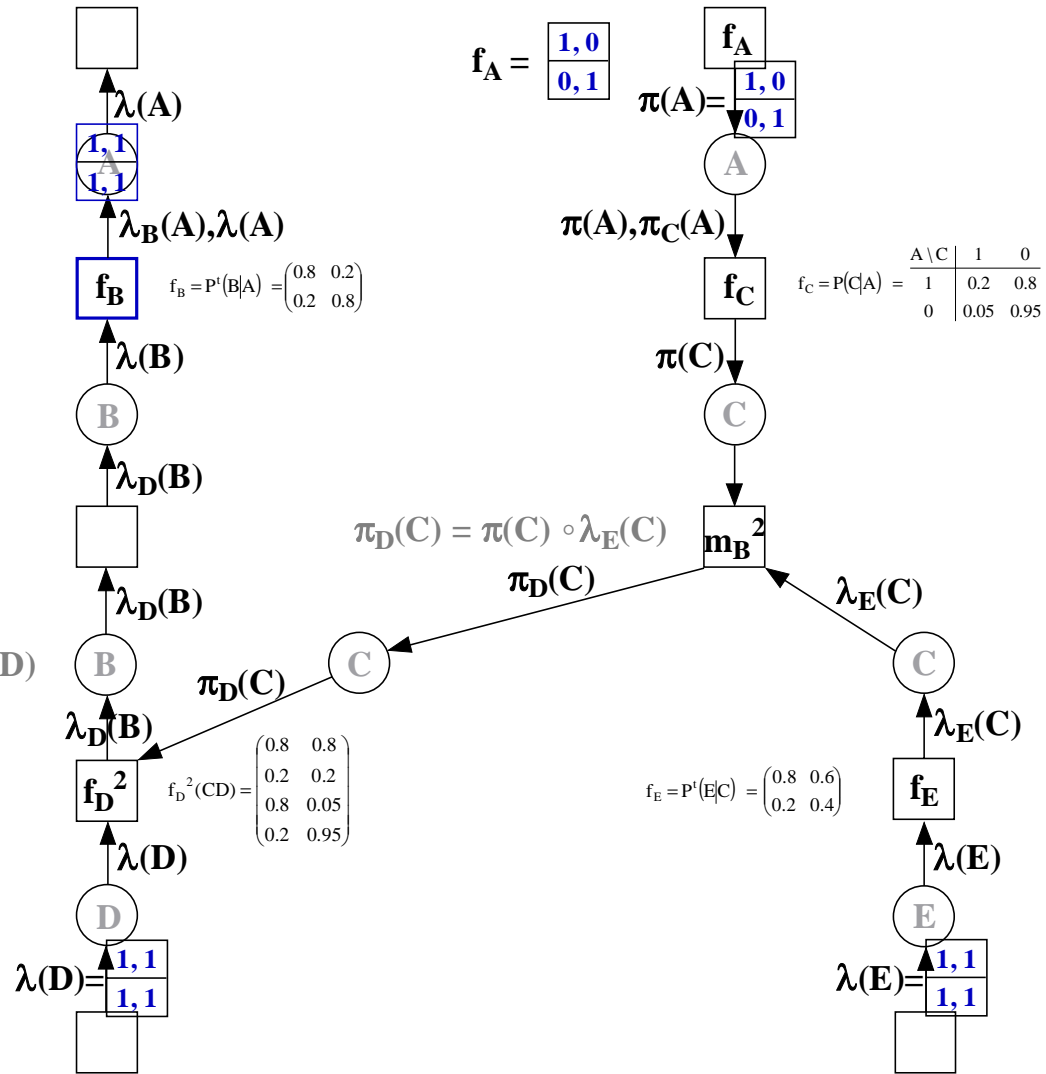 λ(A)
1, 1
A
1, 1
λ_B(A),λ(A)
f_B
f_B = P^t(B|A) = (0.8 0.2
0.2 0.8)
λ(B)
B
λ_D(B)
λ_D(B)
D)
B
λ_D(B)
f_D^2
f_D^2(CD) = (0.8 0.8
0.2 0.2
0.8 0.05
0.2 0.95)
λ(D)
D
λ(D)= 1, 1
1, 1
f_A = 1, 0
0, 1
f_A
π(A)= 1, 0
0, 1
A
π(A),π_C(A)
f_C
f_C = P(C|A) =
A \ C 1 0
1 0.2 0.8
0 0.05 0.95
π(C)
C
π_D(C) = π(C) ∘ λ_E(C)
m_B^2
π_D(C)
C
π_D(C)
λ_E(C)
C
λ_E(C)
f_E = P^t(E|C) = (0.8 0.6
0.2 0.4)
f_E
λ(E)
E
λ(E)= 1, 1
1, 1